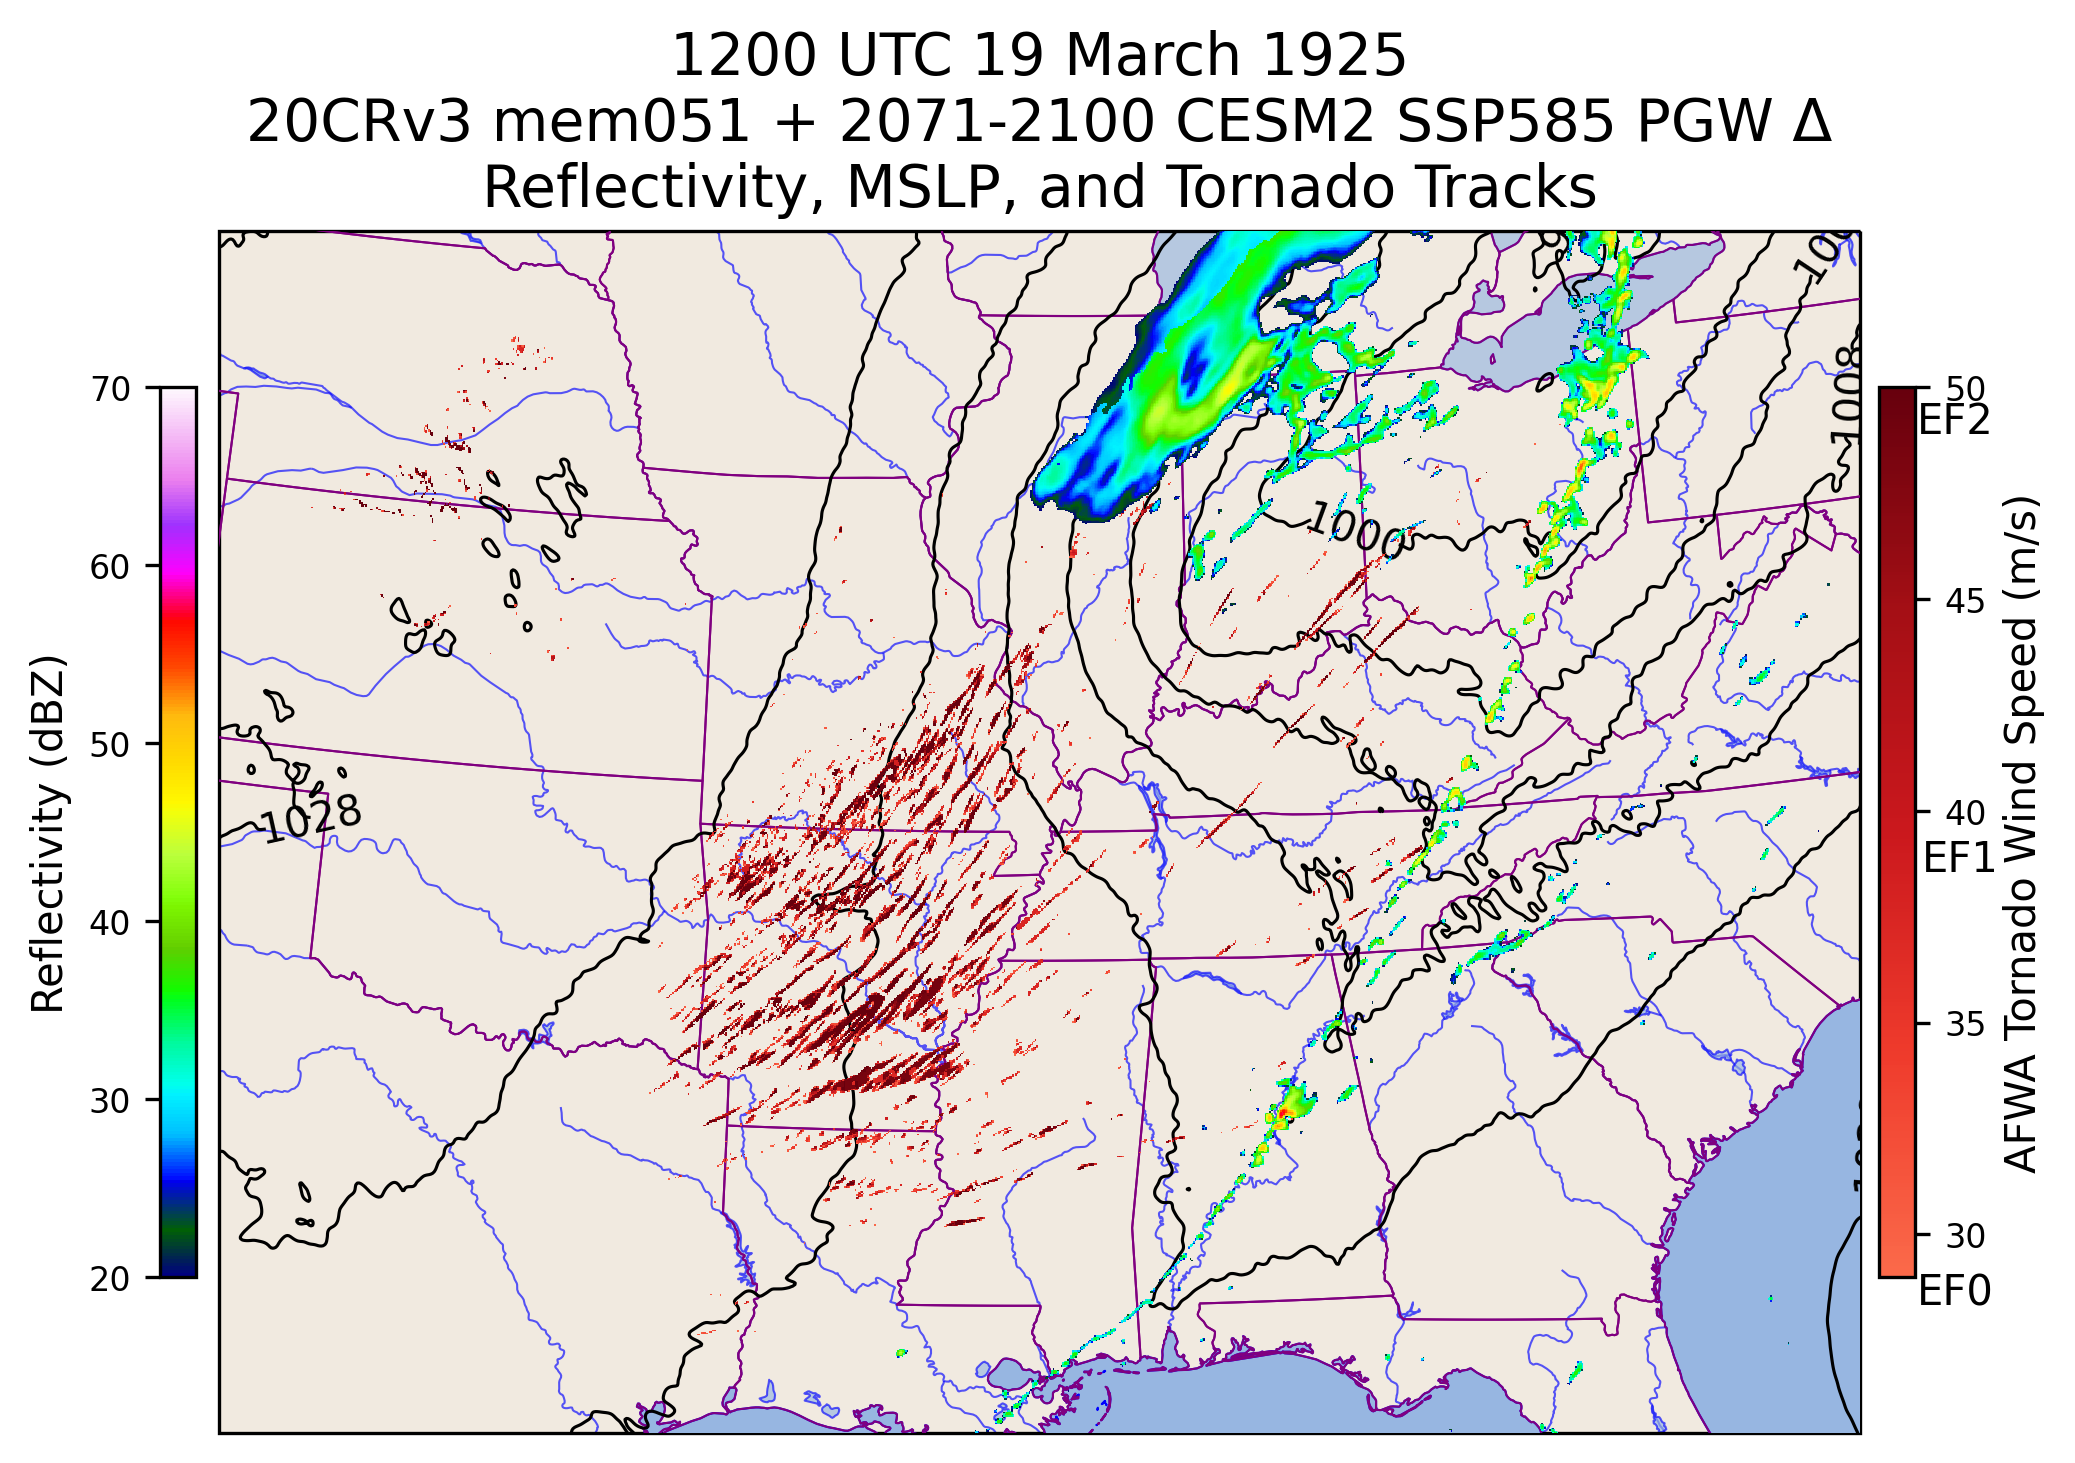 1200 UTC 19 March 1925
20CRv3 mem051 + 2071-2100 CESM2 SSP585 PGW Δ
Reflectivity, MSLP, and Tornado Tracks
70
60
50
40
30
20
Reflectivity (dBZ)
1028
1000
1008
50
EF2
45
40
EF1
35
30
EF0
AFWA Tornado Wind Speed (m/s)